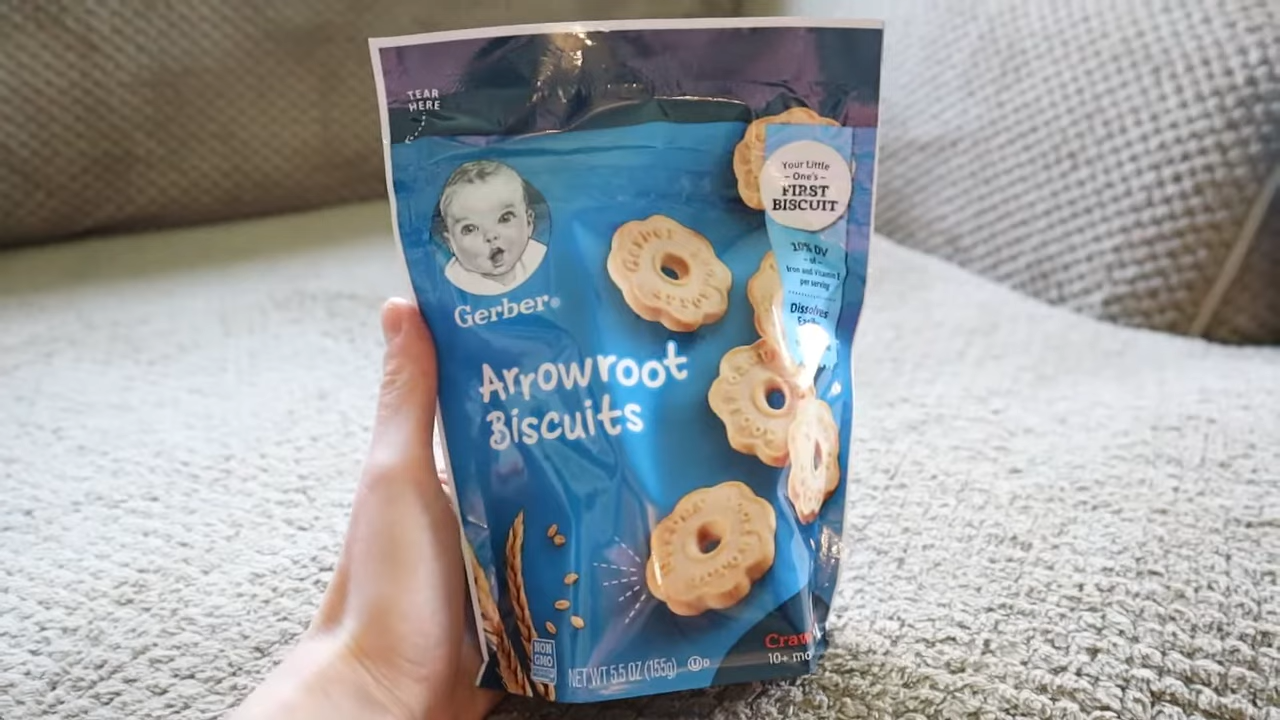 TEAR
HERE
Your Little
– One's –
FIRST
BISCUIT
10% DV
– of –
Iron and Vitamin E
per serving
Dissolves
Gerber®
Arrowroot
Biscuits
NON
GMO
NET WT 5.5 OZ (155g)
U D
10+ mo